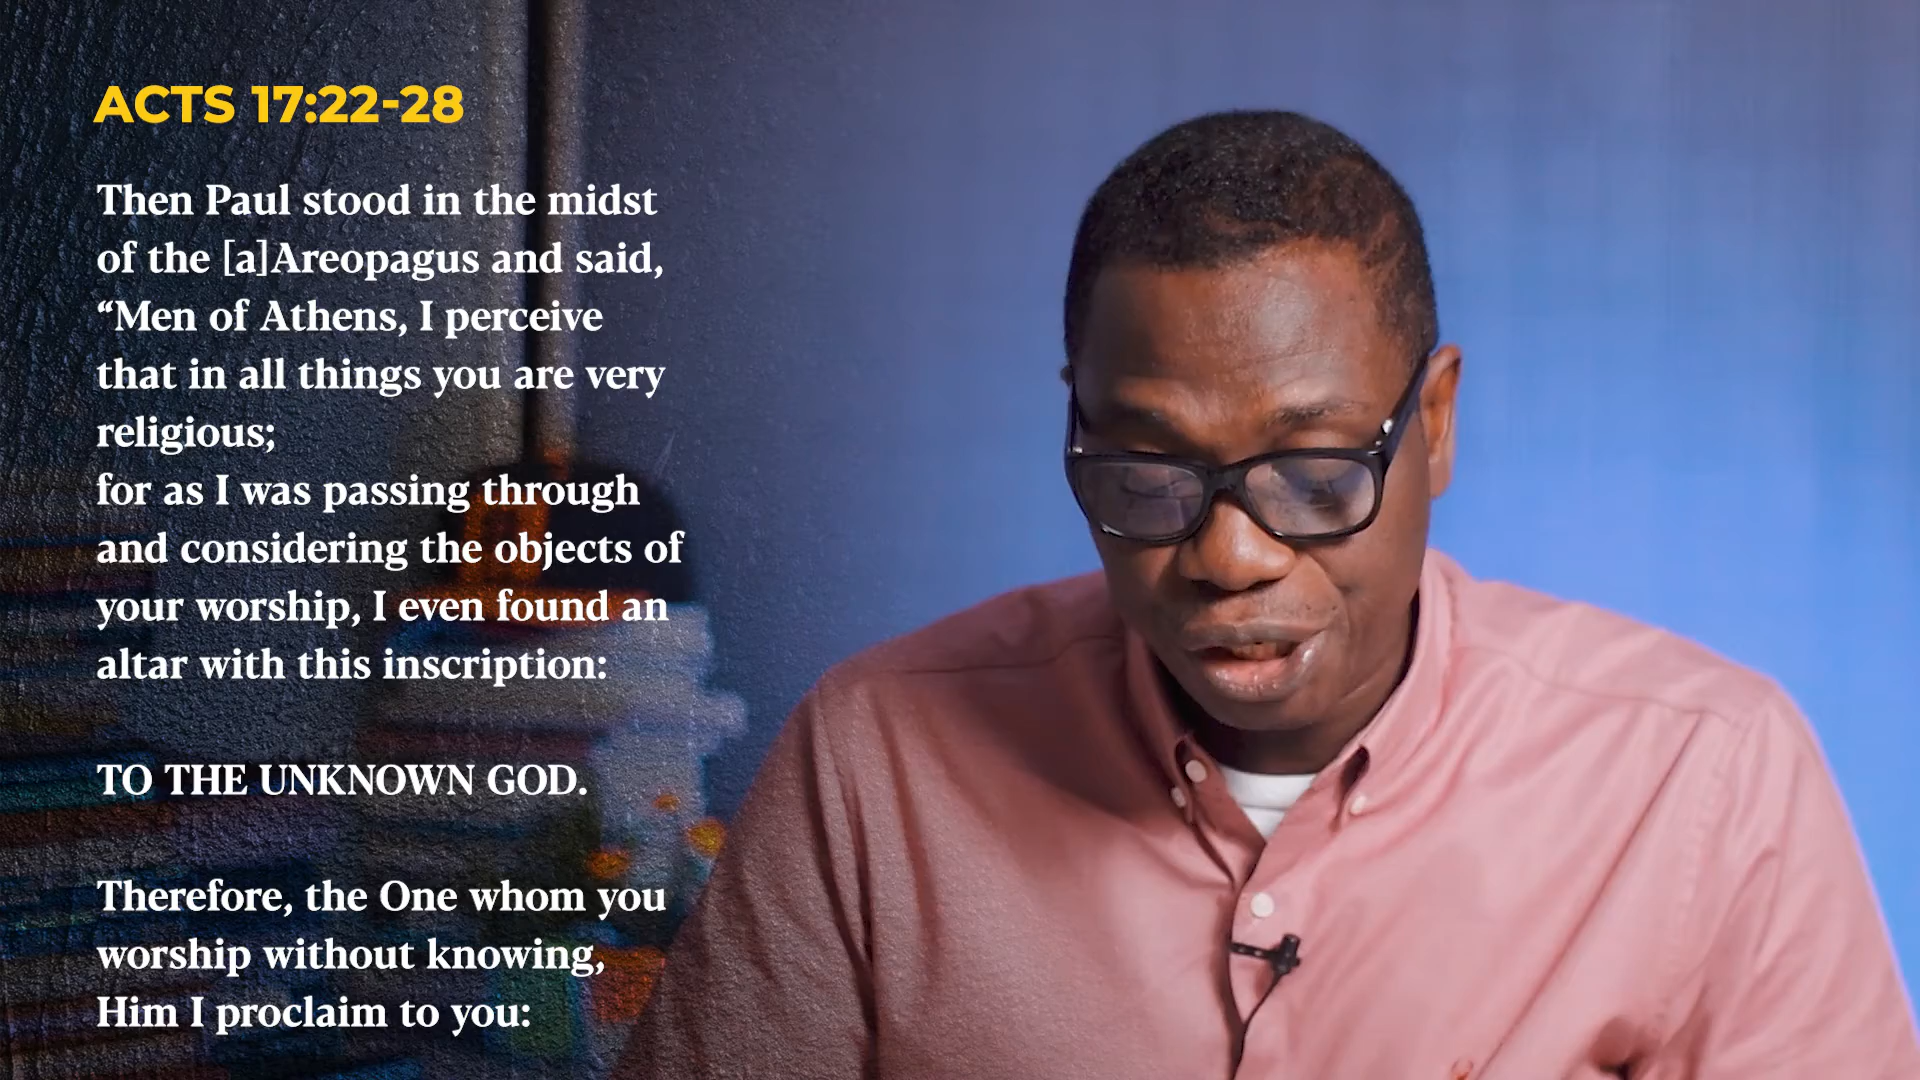 ACTS 17:22-28
Then Paul stood in the midst
of the [a]Areopagus and said,
“Men of Athens, I perceive
that in all things you are very
religious;
for as I was passing through
and considering the objects of
your worship, I even found an
altar with this inscription:
TO THE UNKNOWN GOD.
Therefore, the One whom you
worship without knowing,
Him I proclaim to you: